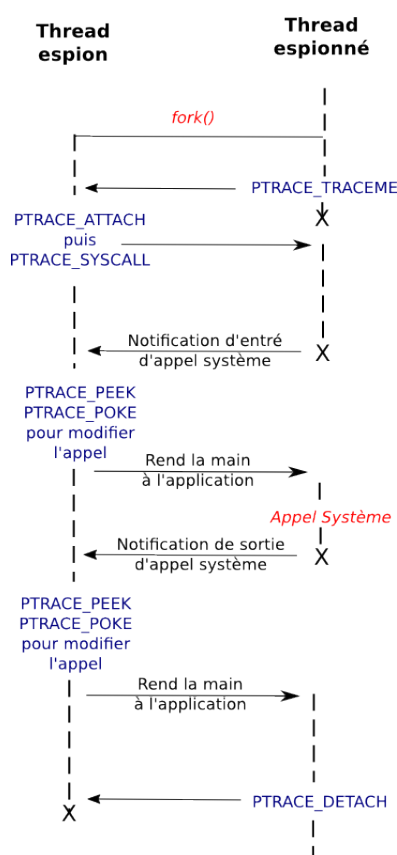 Thread
espion
Thread
espionné
fork()
PTRACE_TRACEME
X
PTRACE_ATTACH
puis
PTRACE_SYSCALL
Notification d'entré
d'appel système
X
PTRACE_PEEK
PTRACE_POKE
pour modifier
l'appel
Rend la main
à l'application
Appel Système
Notification de sortie
d'appel système
X
PTRACE_PEEK
PTRACE_POKE
pour modifier
l'appel
Rend la main
à l'application
PTRACE_DETACH
X